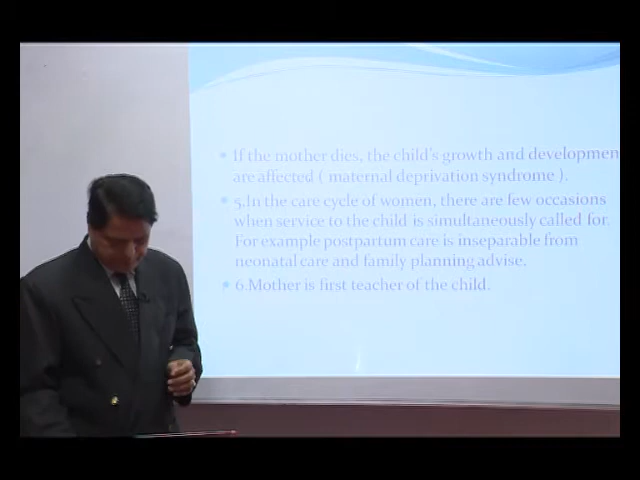 If the mother dies, the child's growth and developmen
are affected ( maternal deprivation syndrome ).
5.In the care cycle of women, there are few occasions
when service to the child is simultaneously called for.
For example postpartum care is inseparable from
neonatal care and family planning advise.
6.Mother is first teacher of the child.